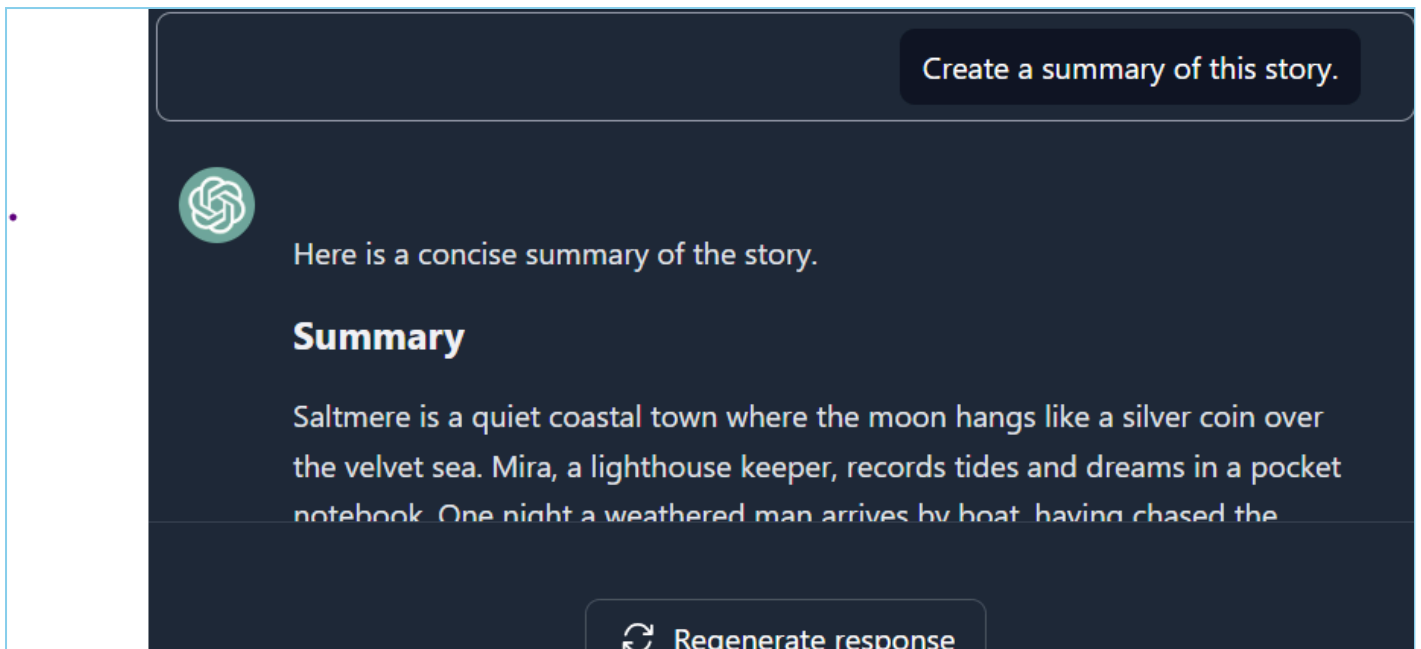 Create a summary of this story.
Here is a concise summary of the story.
Summary
Saltmere is a quiet coastal town where the moon hangs like a silver coin over
the velvet sea. Mira, a lighthouse keeper, records tides and dreams in a pocket
notebook. One night a weathered man arrives by boat, having chased the
Regenerate response